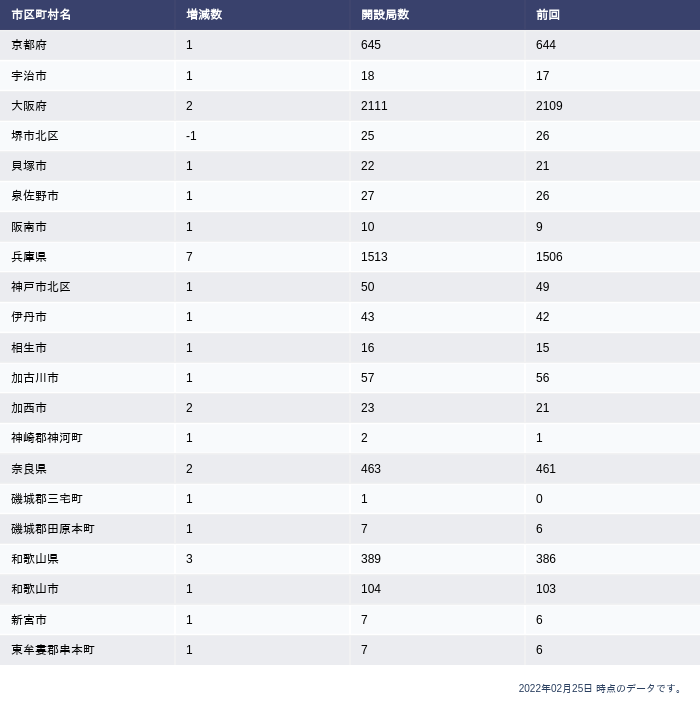 市区町村名 増減数 開設局数 前回
京都府 1 645 644
宇治市 1 18 17
大阪府 2 2111 2109
堺市北区 -1 25 26
貝塚市 1 22 21
泉佐野市 1 27 26
阪南市 1 10 9
兵庫県 7 1513 1506
神戸市北区 1 50 49
伊丹市 1 43 42
相生市 1 16 15
加古川市 1 57 56
加西市 2 23 21
神崎郡神河町 1 2 1
奈良県 2 463 461
磯城郡三宅町 1 1 0
磯城郡田原本町 1 7 6
和歌山県 3 389 386
和歌山市 1 104 103
新宮市 1 7 6
東牟婁郡串本町 1 7 6
2022年02月25日 時点のデータです。